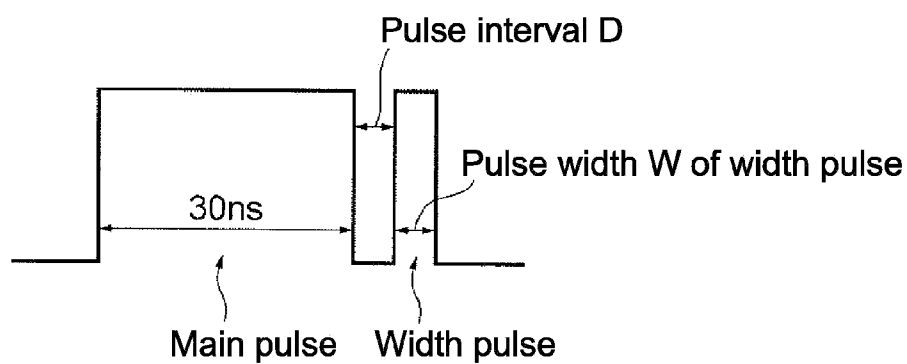 Pulse interval D
Pulse width W of width pulse
30ns
Main pulse
Width pulse